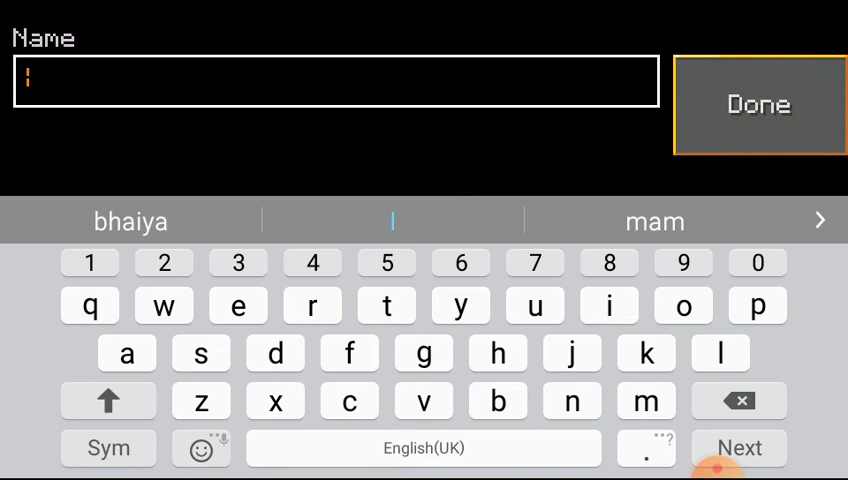 Name
Done
bhaiya I mam
1 2 3 4 5 6 7 8 9 0
q w e r t y u i o p
a s d f g h j k l
z x c v b n m
Sym English(UK) . ? Next